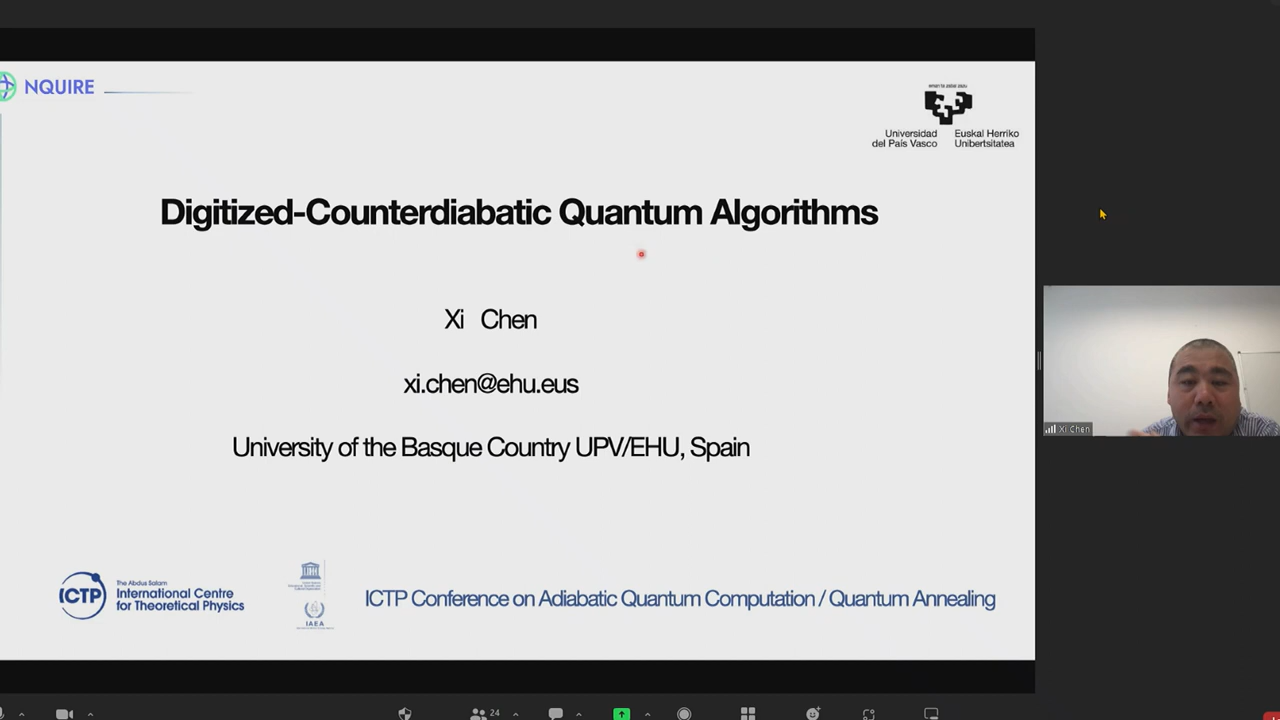 NQUIRE
Universidad
del País Vasco
Euskal Herriko
Unibertsitatea
Digitized-Counterdiabatic Quantum Algorithms
Xi Chen
xi.chen@ehu.eus
University of the Basque Country UPV/EHU, Spain
Xi Chen
ICTP
The Abdus Salam
International Centre
for Theoretical Physics
IAEA
ICTP Conference on Adiabatic Quantum Computation / Quantum Annealing
24